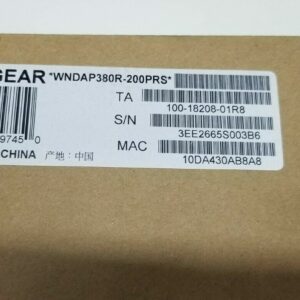 GEAR *WNDAP380R-200PRS*
TA
100-18208-01R8
S/N
3EE2665S003B6
9745 0
MAC
CHINA 产地: 中国
10DA430AB8A8